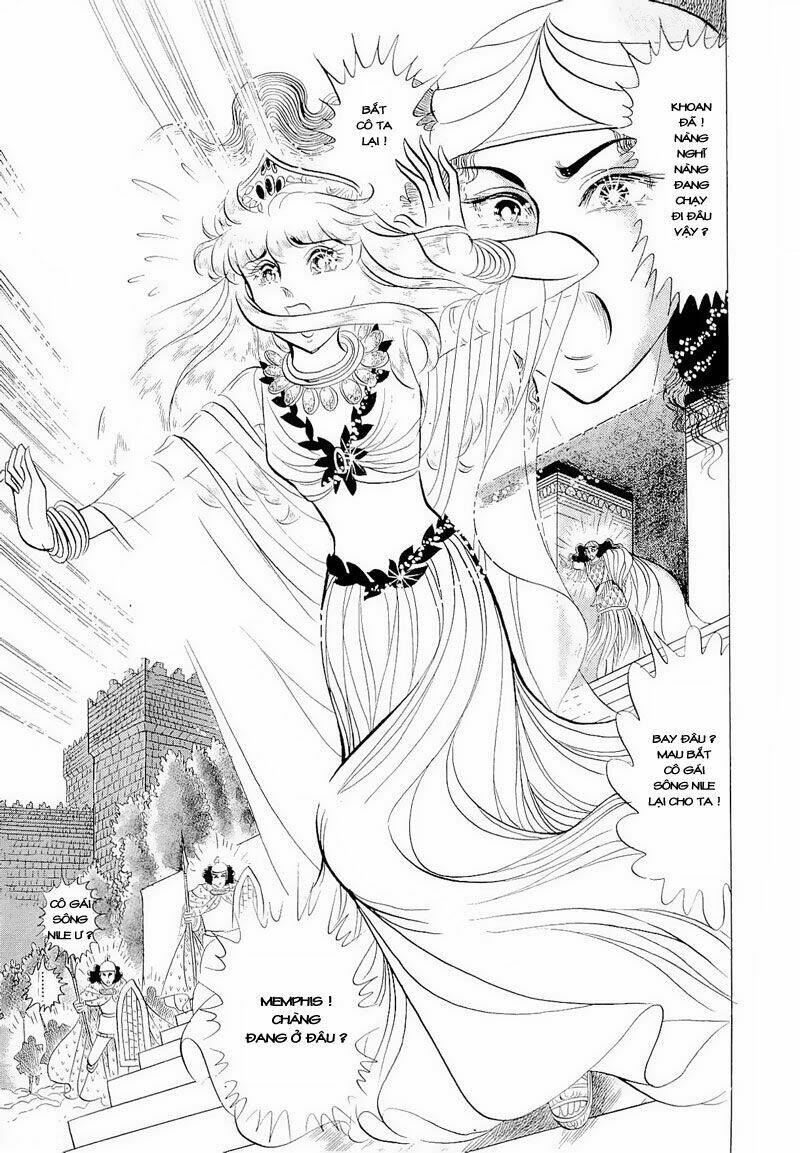 KHOAN
ĐÃ !
NÀNG
NGHĨ
NÀNG
ĐANG
CHẠY
ĐI ĐÂU
VẬY ?
BẮT
CÔ TA
LẠI !
BAY ĐÂU ?
MAU BẮT
CÔ GÁI
SÔNG NILE
LẠI CHO TA !
CÔ GÁI
SÔNG
NILE Ư ?
MEMPHIS !
CHÀNG
ĐANG Ở ĐÂU ?